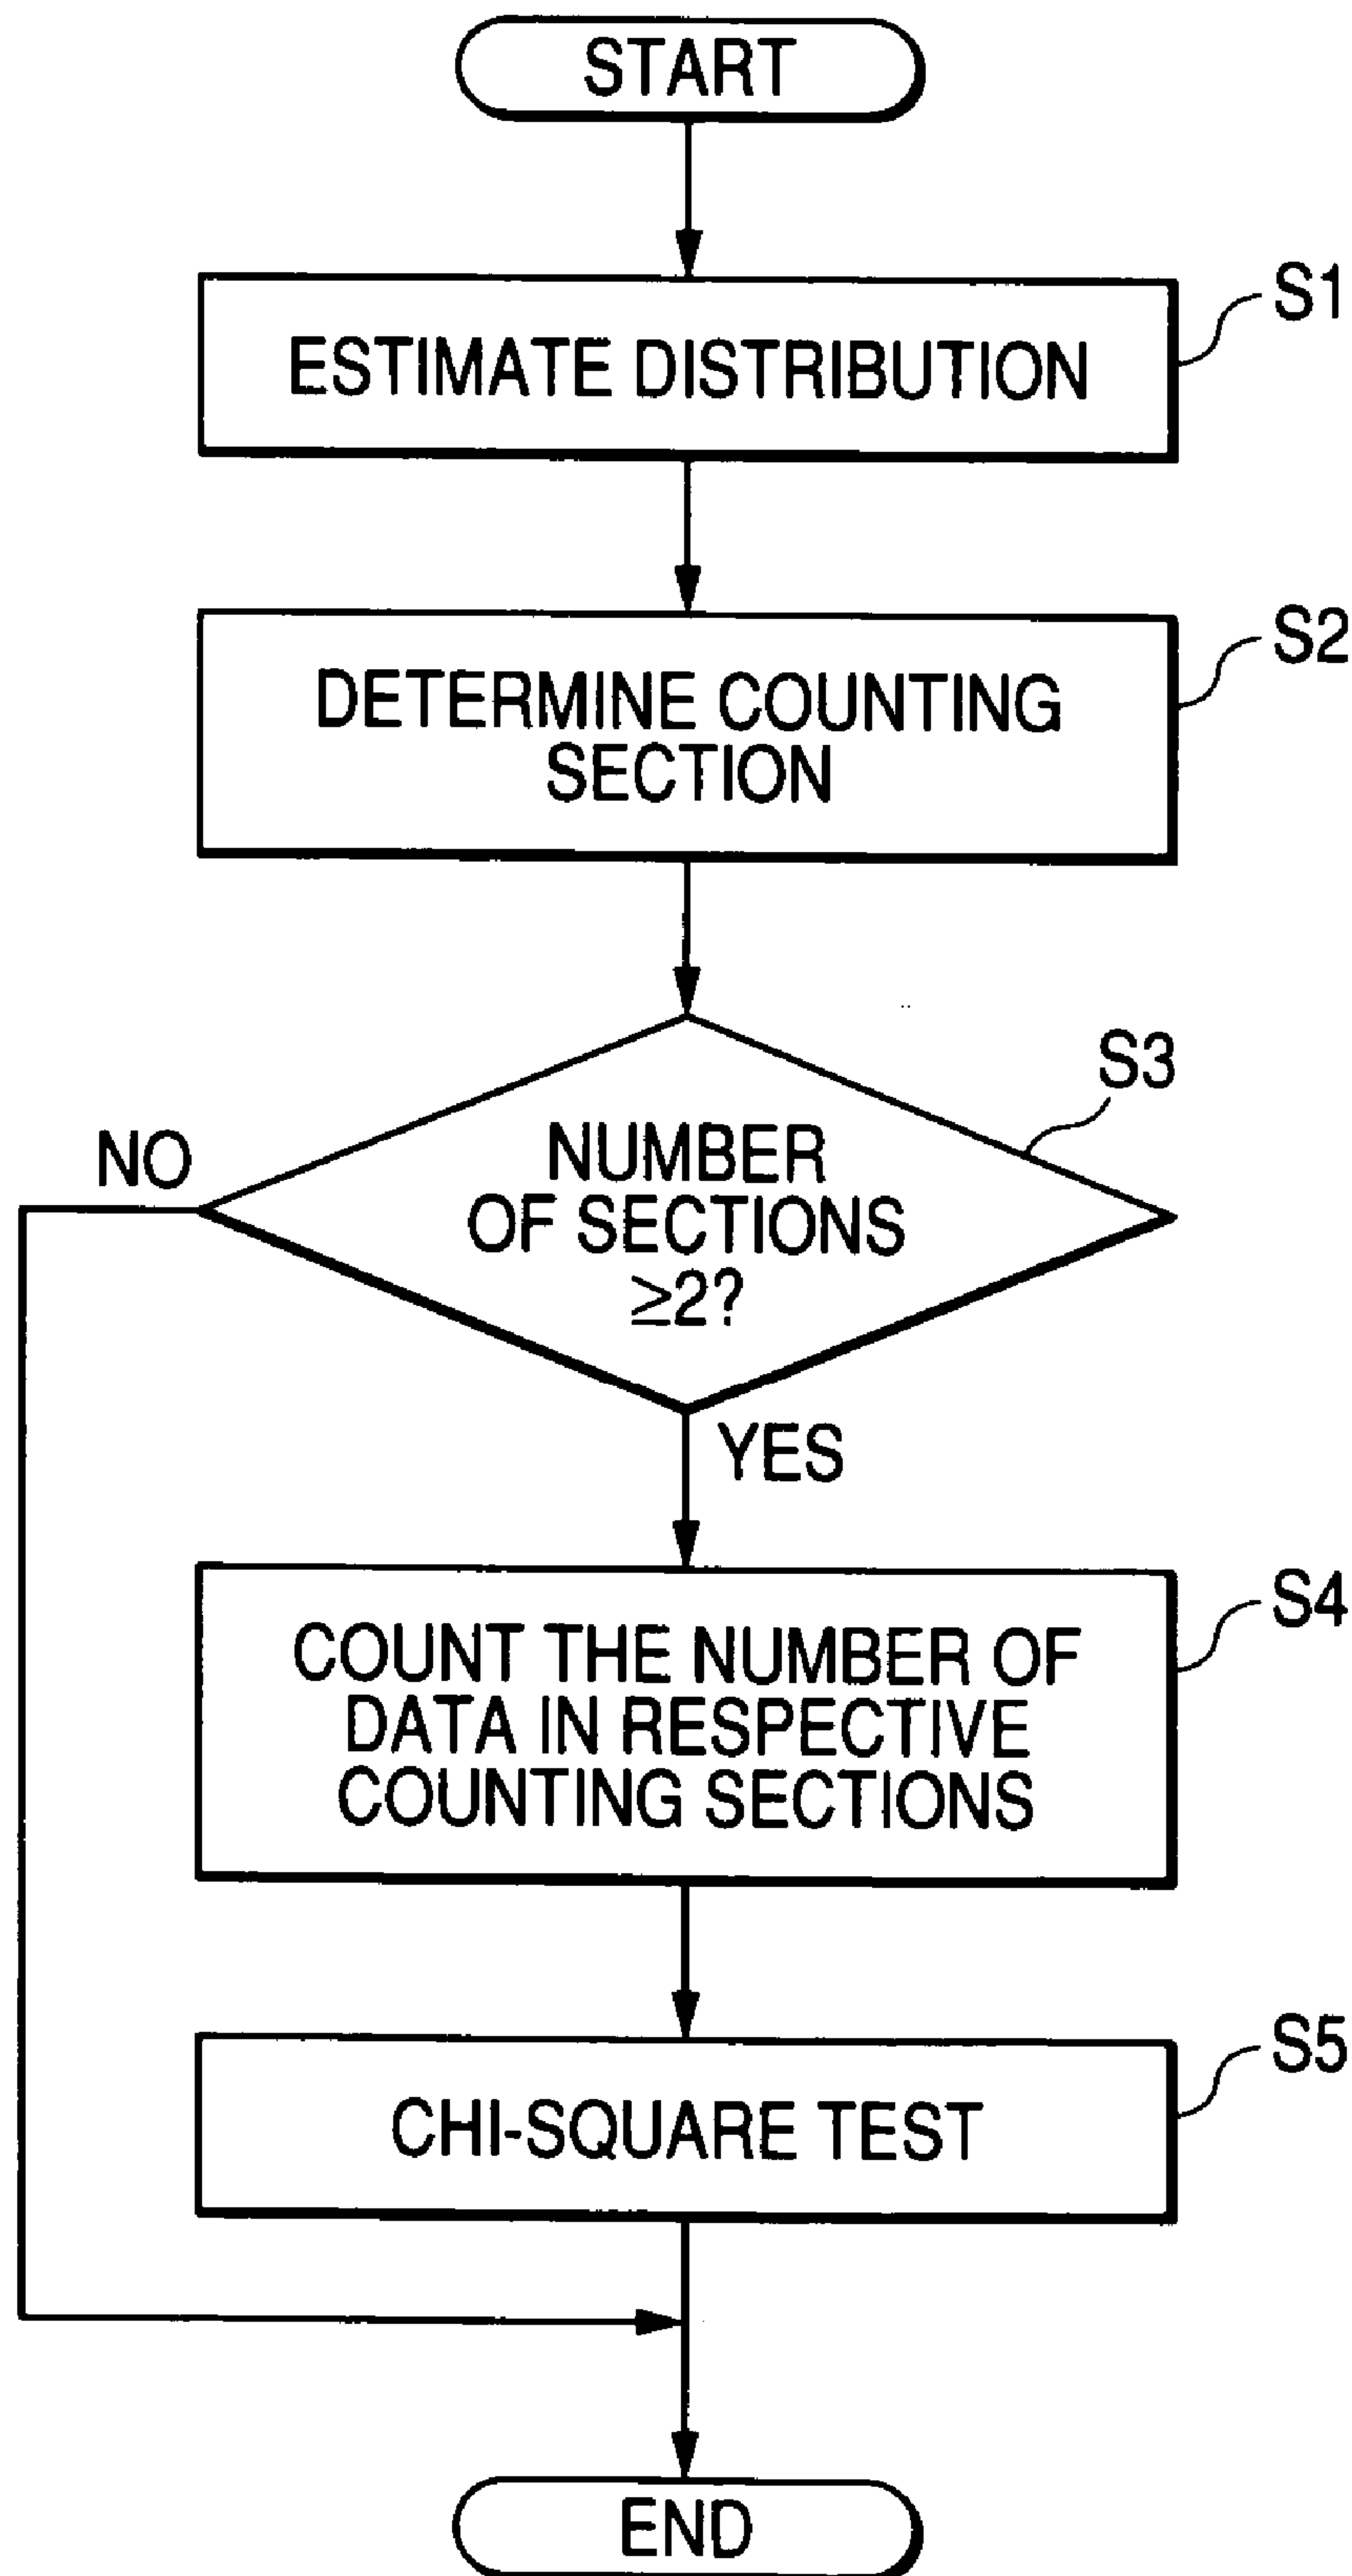 START
ESTIMATE DISTRIBUTION
S1
DETERMINE COUNTING
SECTION
S2
NUMBER
OF SECTIONS
≥2?
S3
NO
YES
COUNT THE NUMBER OF
DATA IN RESPECTIVE
COUNTING SECTIONS
S4
CHI-SQUARE TEST
S5
END